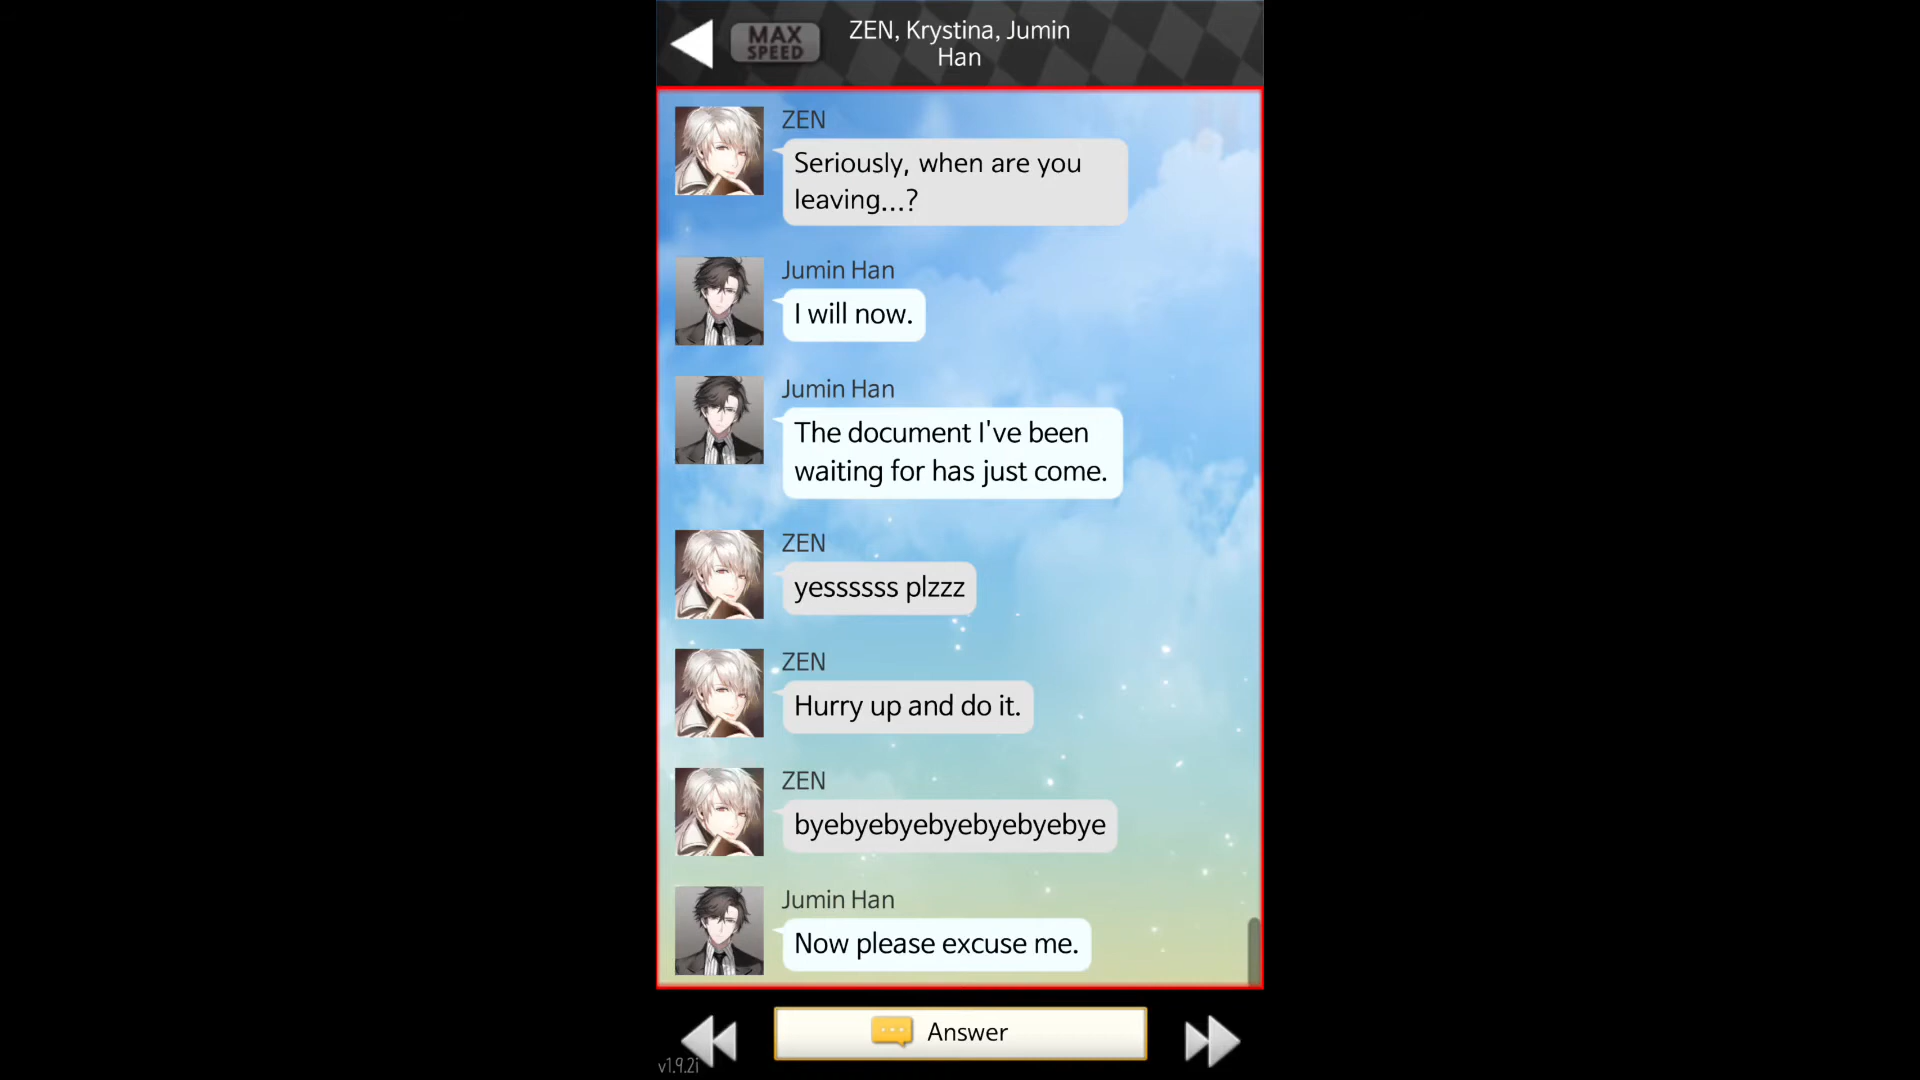 MAX
SPEED
ZEN, Krystina, Jumin
Han
ZEN
Seriously, when are you
leaving...?
Jumin Han
I will now.
Jumin Han
The document I've been
waiting for has just come.
ZEN
yessssss plzzz
ZEN
Hurry up and do it.
ZEN
byebyebyebyebyebyebye
Jumin Han
Now please excuse me.
Answer
v1.9.2i